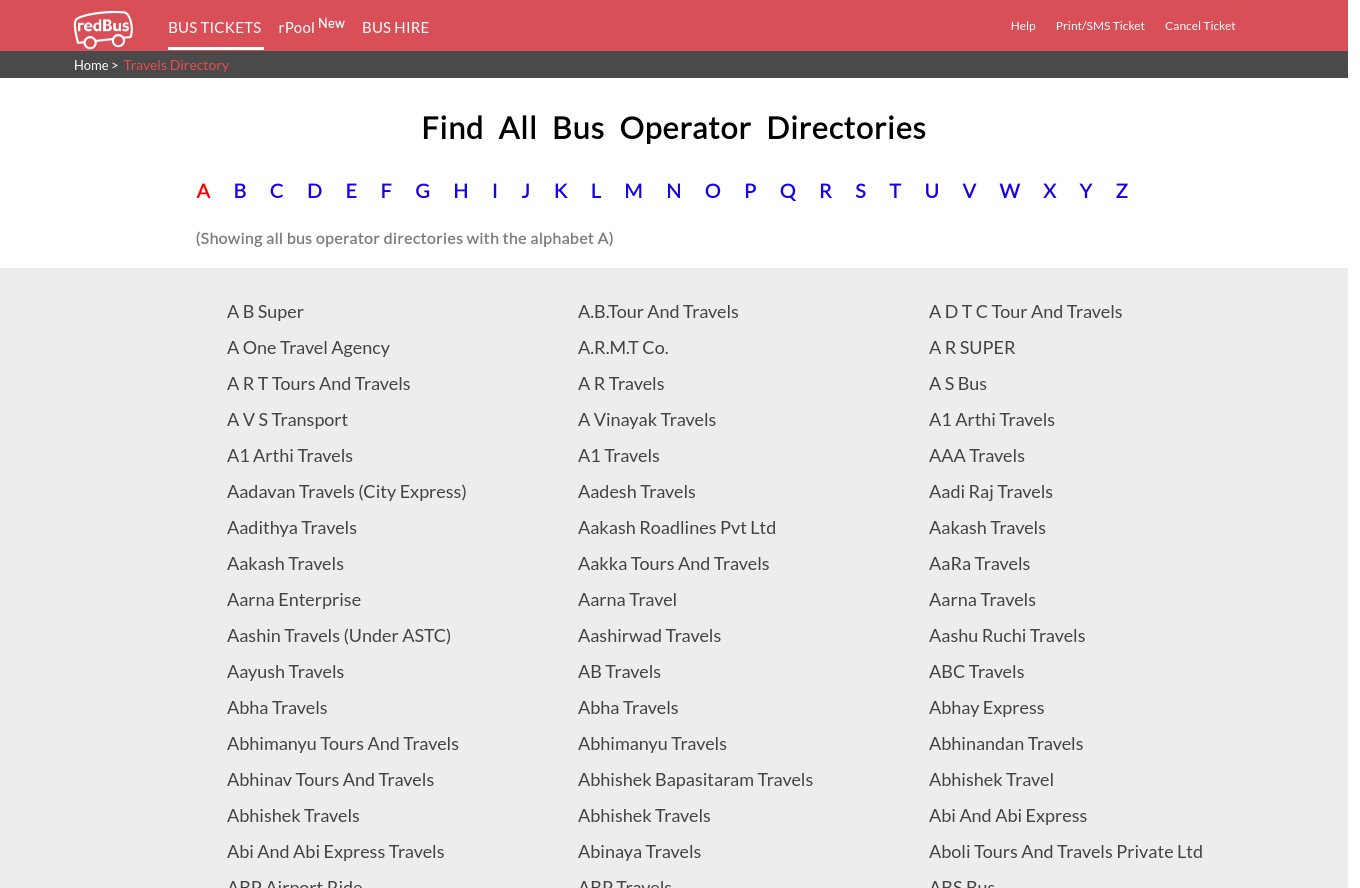 redBus BUS TICKETS rPool New BUS HIRE Help Print/SMS Ticket Cancel Ticket
Home > Travels Directory
Find All Bus Operator Directories
A B C D E F G H I J K L M N O P Q R S T U V W X Y Z
(Showing all bus operator directories with the alphabet A)
A B Super A.B.Tour And Travels A D T C Tour And Travels
A One Travel Agency A.R.M.T Co. A R SUPER
A R T Tours And Travels A R Travels A S Bus
A V S Transport A Vinayak Travels A1 Arthi Travels
A1 Arthi Travels A1 Travels AAA Travels
Aadavan Travels (City Express) Aadesh Travels Aadi Raj Travels
Aadithya Travels Aakash Roadlines Pvt Ltd Aakash Travels
Aakash Travels Aakka Tours And Travels AaRa Travels
Aarna Enterprise Aarna Travel Aarna Travels
Aashin Travels (Under ASTC) Aashirwad Travels Aashu Ruchi Travels
Aayush Travels AB Travels ABC Travels
Abha Travels Abha Travels Abhay Express
Abhimanyu Tours And Travels Abhimanyu Travels Abhinandan Travels
Abhinav Tours And Travels Abhishek Bapasitaram Travels Abhishek Travel
Abhishek Travels Abhishek Travels Abi And Abi Express
Abi And Abi Express Travels Abinaya Travels Aboli Tours And Travels Private Ltd
Airport Ride Travels ABS Bus